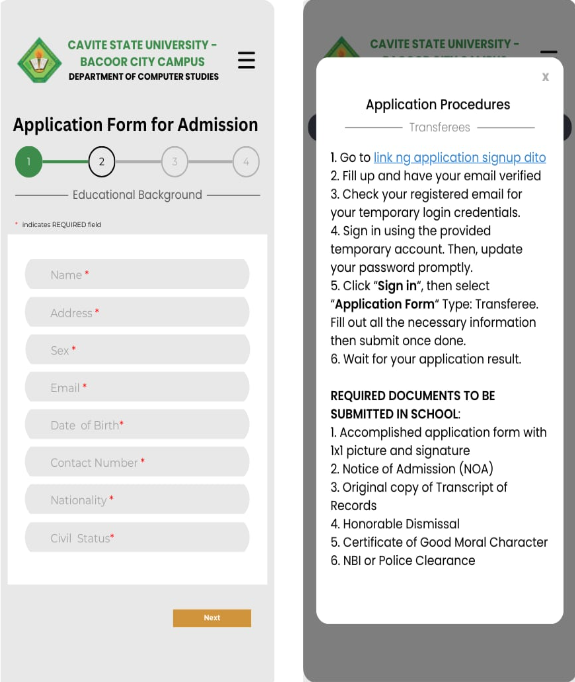 CAVITE STATE UNIVERSITY -
BACOOR CITY CAMPUS
DEPARTMENT OF COMPUTER STUDIES
Application Form for Admission
1
2
3
4
Educational Background
* Indicates REQUIRED field
Name *
Address *
Sex *
Email *
Date of Birth*
Contact Number *
Nationality *
Civil Status*
Next
CAVITE STATE UNIVERSITY -
BACOOR CITY CAMPUS
X
Application Procedures
Transferees
1. Go to link ng application signup dito
2. Fill up and have your email verified
3. Check your registered email for
your temporary login credentials.
4. Sign in using the provided
temporary account. Then, update
your password promptly.
5. Click “Sign in”, then select
“Application Form” Type: Transferee.
Fill out all the necessary information
then submit once done.
6. Wait for your application result.
REQUIRED DOCUMENTS TO BE
SUBMITTED IN SCHOOL:
1. Accomplished application form with
1x1 picture and signature
2. Notice of Admission (NOA)
3. Original copy of Transcript of
Records
4. Honorable Dismissal
5. Certificate of Good Moral Character
6. NBI or Police Clearance